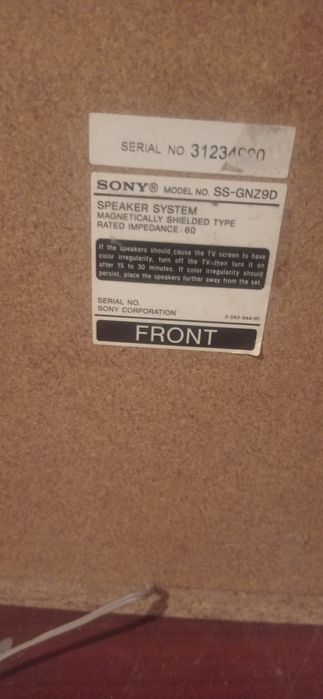 SERIAL NO.
SONY® MODEL NO. SS-GNZ9D
SPEAKER SYSTEM
MAGNETICALLY SHIELDED TYPE
RATED IMPEDANCE: 6Ω
If the speakers should cause the TV screen to have
color irregularity, turn off the TV then turn it on
after 15 to 30 minutes. If color irregularity should
persist, place the speakers further away from the set.
SERIAL NO.
SONY CORPORATION
FRONT